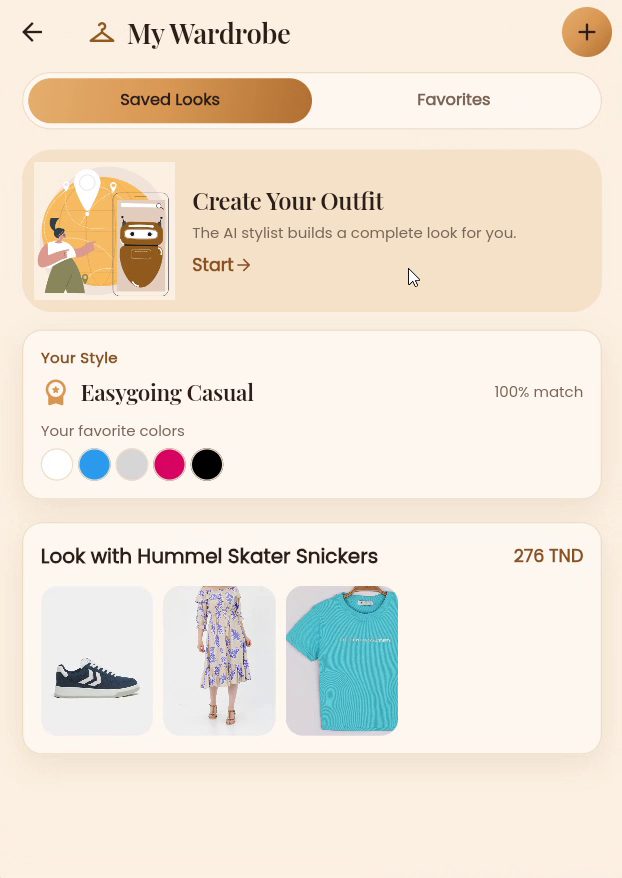 My Wardrobe
Saved Looks
Favorites
Create Your Outfit
The AI stylist builds a complete look for you.
Start →
Your Style
Easygoing Casual
100% match
Your favorite colors
Look with Hummel Skater Snickers
276 TND